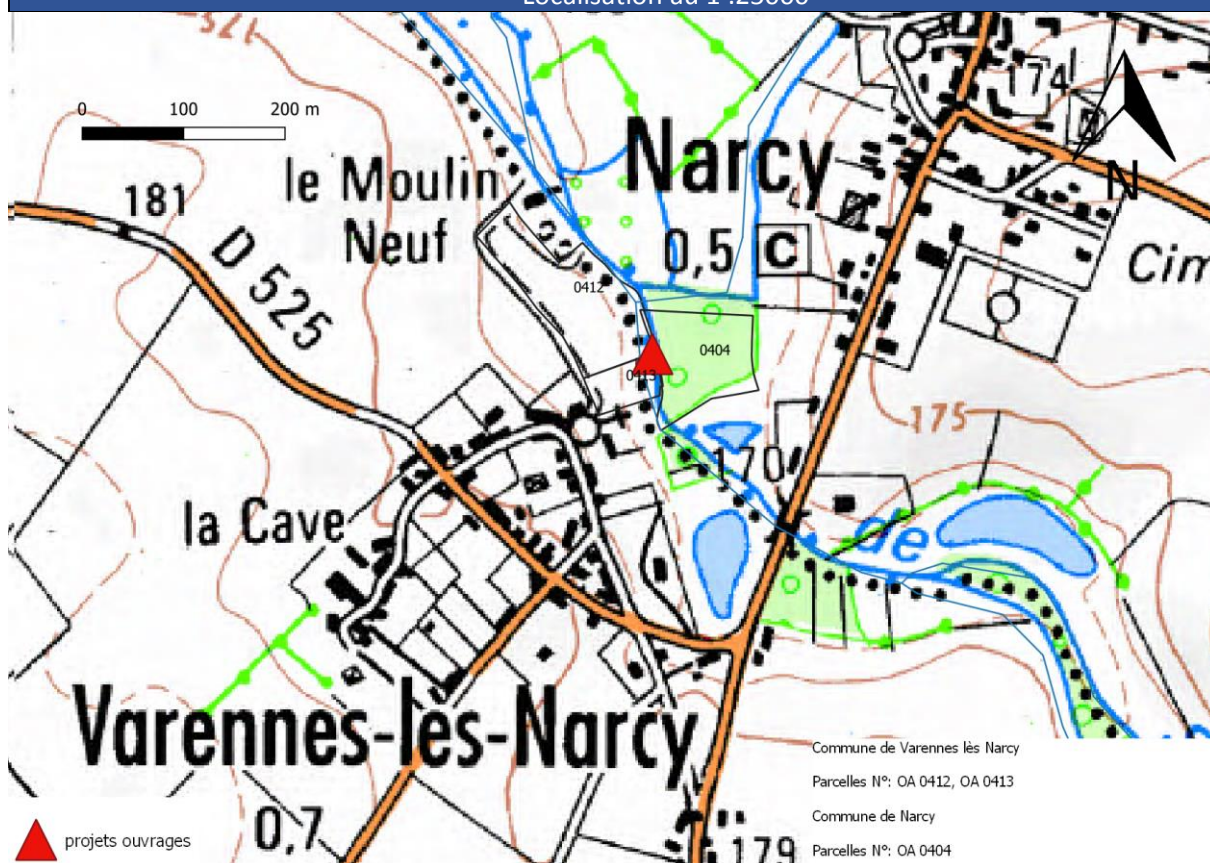 Localisation au 1 :25000
175
174
0 100 200 m
Narcy
le Moulin
Neuf
181
D 525
0,5 C
N
Cim
0412
0404
0413
175
170
la Cave
de
Varennes-lès-Narcy
0,7
179
projets ouvrages
Commune de Varennes lès Narcy
Parcelles N°: OA 0412, OA 0413
Commune de Narcy
Parcelles N°: OA 0404